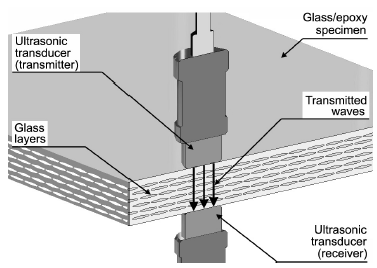 Glass/epoxy
specimen
Ultrasonic
transducer
(transmitter)
Transmitted
waves
Glass
layers
Ultrasonic
transducer
(receiver)